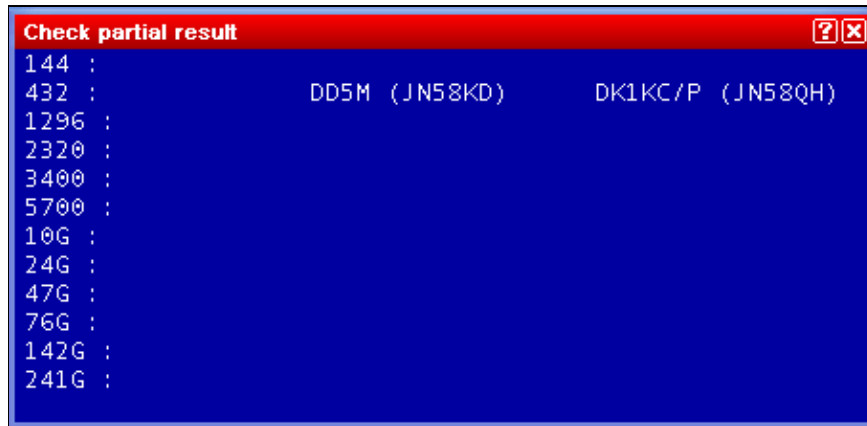 Check partial result
144 :
432 : DD5M (JN58KD) DK1KC/P (JN58QH)
1296 :
2320 :
3400 :
5700 :
10G :
24G :
47G :
76G :
142G :
241G :